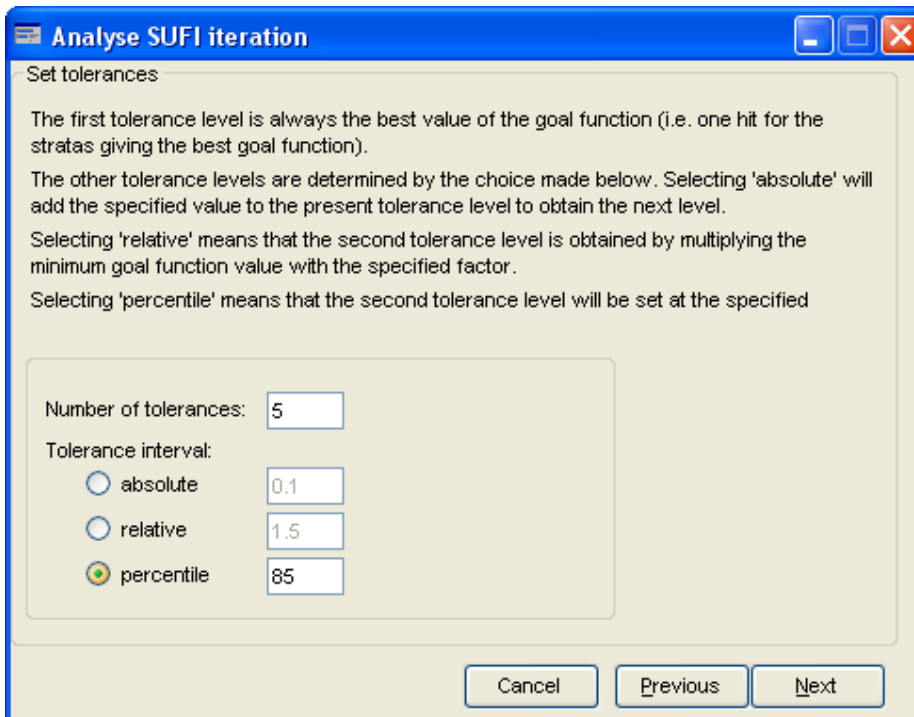 Analyse SUFI iteration
Set tolerances
The first tolerance level is always the best value of the goal function (i.e. one hit for the
stratas giving the best goal function).
The other tolerance levels are determined by the choice made below. Selecting 'absolute' will
add the specified value to the present tolerance level to obtain the next level.
Selecting 'relative' means that the second tolerance level is obtained by multiplying the
minimum goal function value with the specified factor.
Selecting 'percentile' means that the second tolerance level will be set at the specified
Number of tolerances: 5
Tolerance interval:
absolute 0.1
relative 1.5
percentile 85
Cancel Previous Next